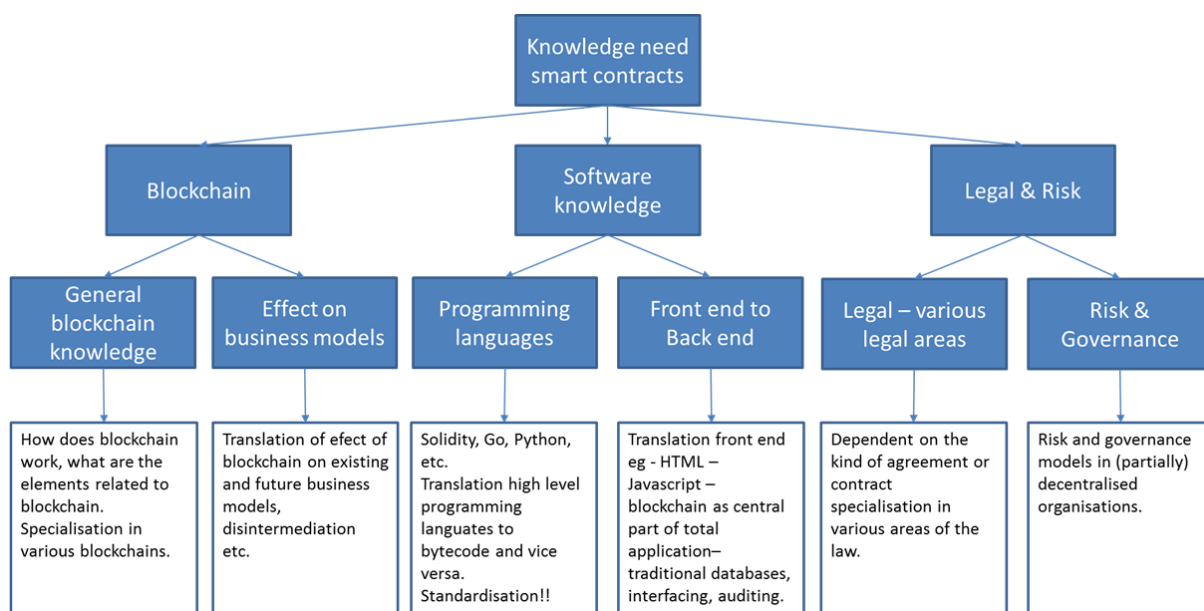 Knowledge need
smart contracts
Blockchain
Software
knowledge
Legal & Risk
General
blockchain
knowledge
Effect on
business models
Programming
languages
Front end to
Back end
Legal – various
legal areas
Risk &
Governance
How does blockchain
work, what are the
elements related to
blockchain.
Specialisation in
various blockchains.
Translation of efect of
blockchain on existing
and future business
models,
disintermediation
etc.
Solidity, Go, Python,
etc.
Translation high level
programming
languates to
bytecode and vice
versa.
Standardisation!!
Translation front end
eg - HTML –
Javascript –
blockchain as central
part of total
application–
traditional databases,
interfacing, auditing.
Dependent on the
kind of agreement or
contract
specialisation in
various areas of the
law.
Risk and governance
models in (partially)
decentralised
organisations.